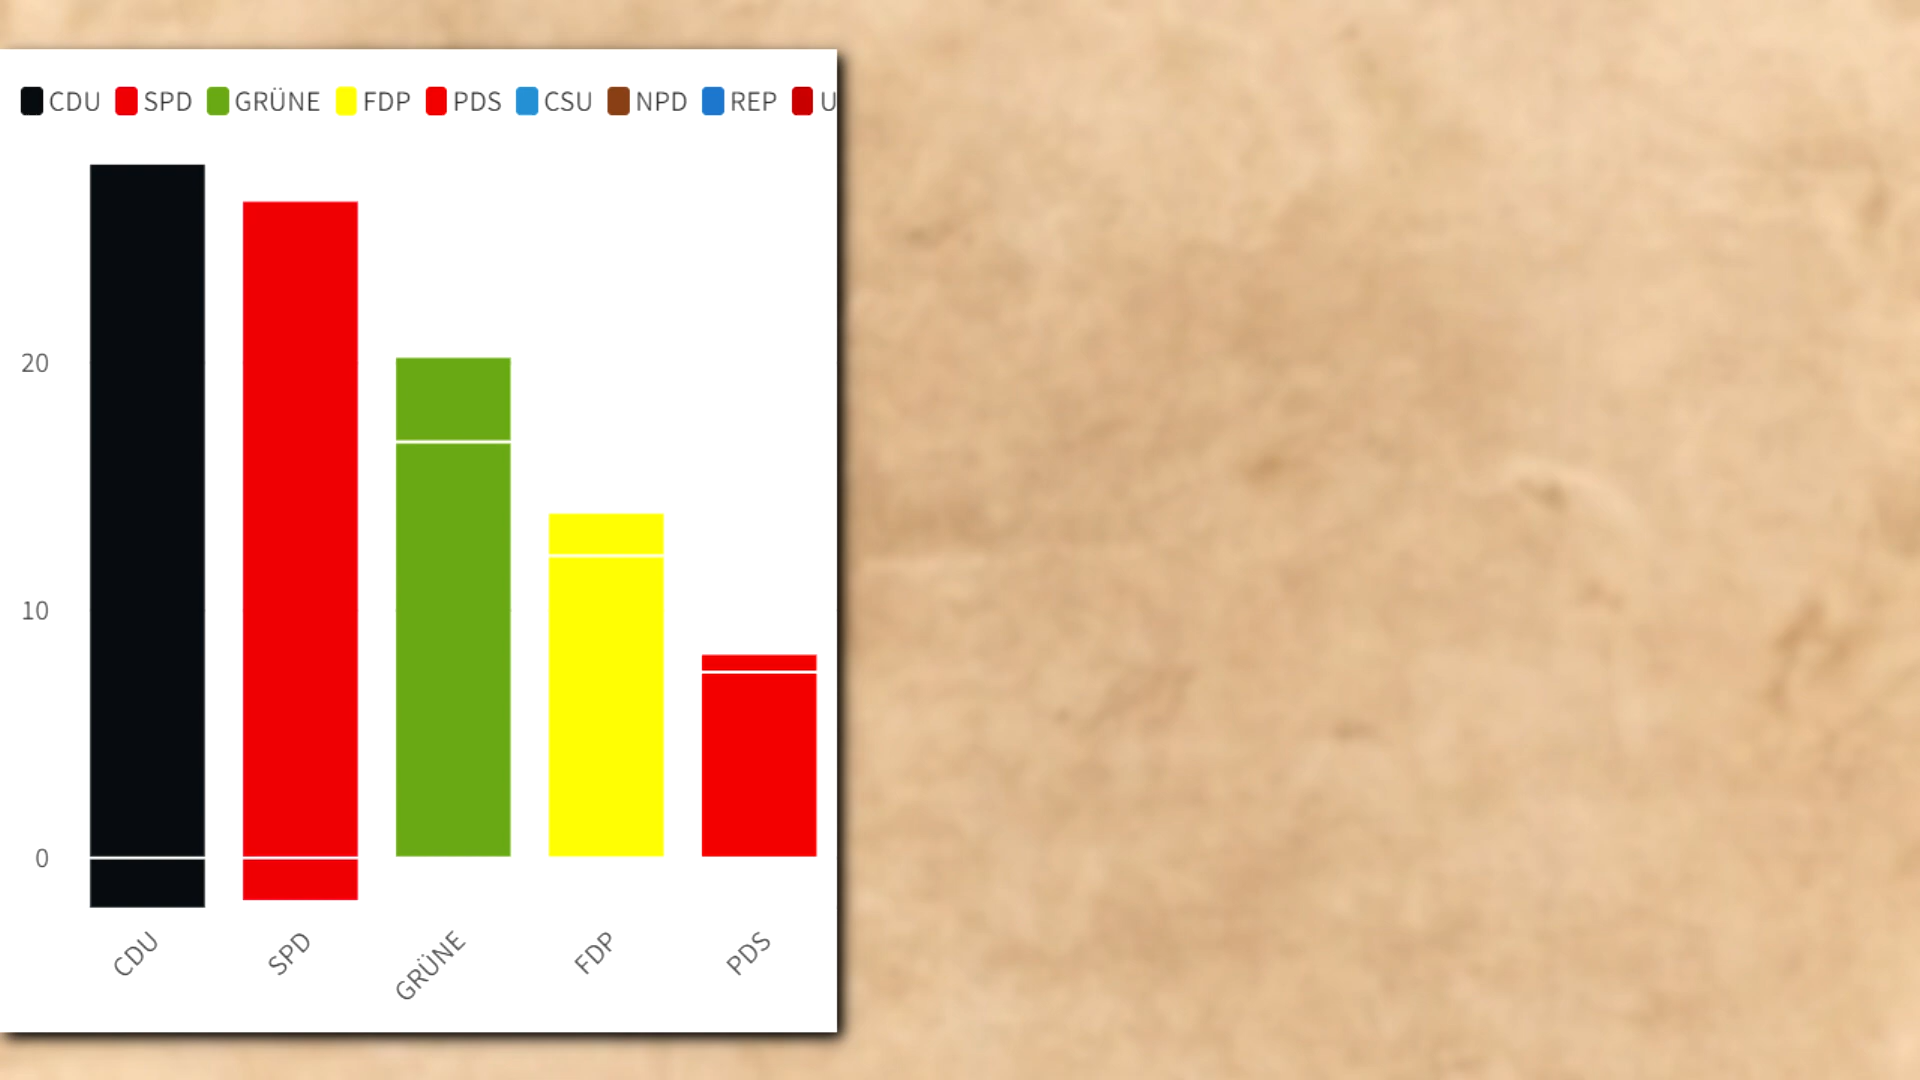 CDU SPD GRÜNE FDP PDS CSU NPD REP U
20
10
0
CDU SPD GRÜNE FDP PDS